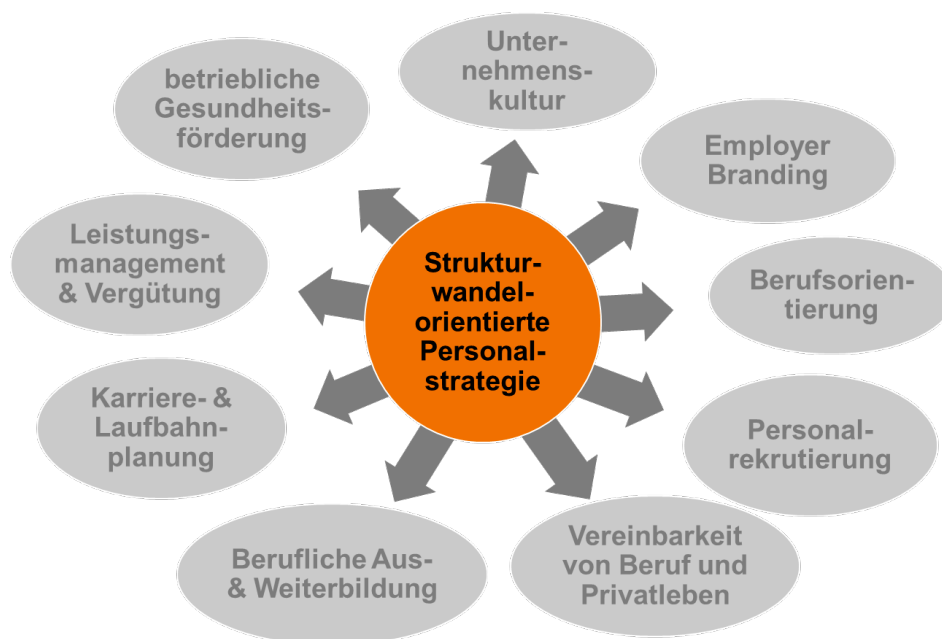 Unter-
nehmens-
kultur
Employer
Branding
Berufsorien-
tierung
Personal-
rekrutierung
Vereinbarkeit
von Beruf und
Privatleben
Berufliche Aus-
& Weiterbildung
Karriere- &
Laufbahn-
planung
Leistungs-
management
& Vergütung
betriebliche
Gesundheits-
förderung
Struktur-
wandel-
orientierte
Personal-
strategie